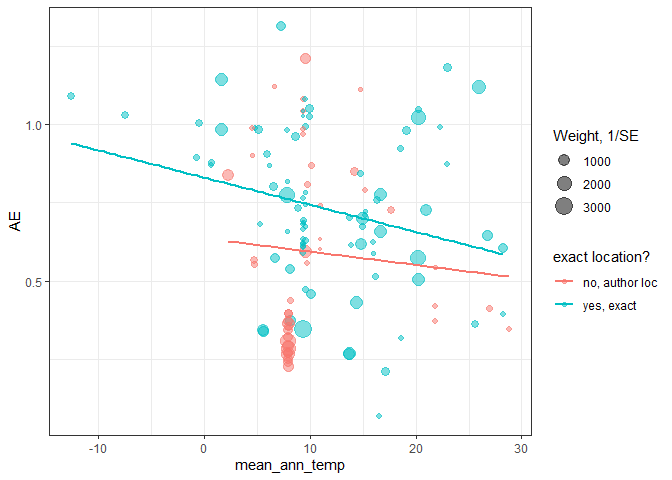 1.0
0.5
AE
-10 0 10 20 30
mean_ann_temp
Weight, 1/SE
1000
2000
3000
exact location?
no, author loc
yes, exact